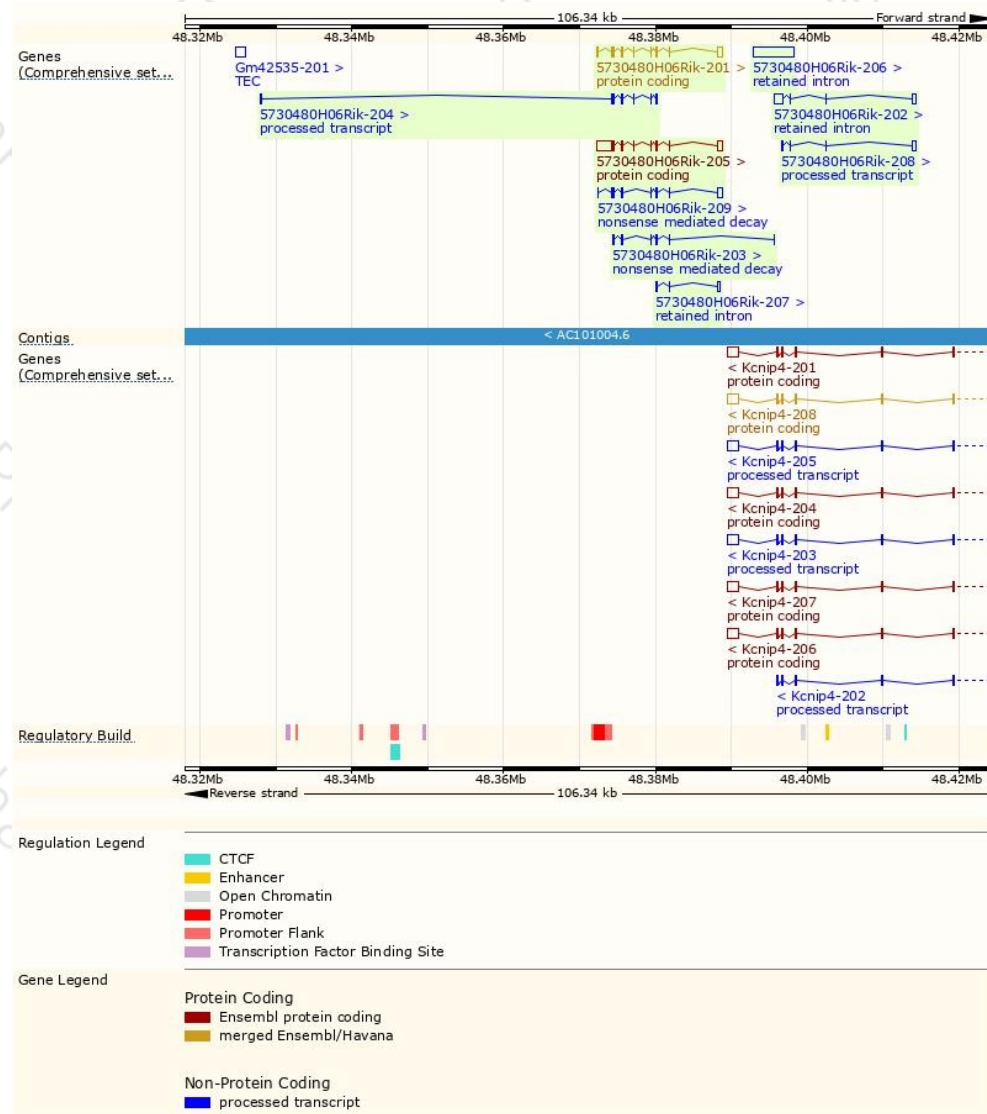 106.34 kb Forward strand
48.32Mb 48.34Mb 48.36Mb 48.38Mb 48.40Mb 48.42Mb
Genes
(Comprehensive set...
Gm42535-201 >
TEC
5730480H06Rik-201 >
protein coding
5730480H06Rik-206 >
retained intron
5730480H06Rik-204 >
processed transcript
5730480H06Rik-202 >
retained intron
5730480H06Rik-205 >
protein coding
5730480H06Rik-208 >
processed transcript
5730480H06Rik-209 >
nonsense mediated decay
5730480H06Rik-203 >
nonsense mediated decay
5730480H06Rik-207 >
retained intron
Contigs
< AC101004.6
Genes
(Comprehensive set...
< Kcnip4-201
protein coding
< Kcnip4-208
protein coding
< Kcnip4-205
processed transcript
< Kcnip4-204
protein coding
< Kcnip4-203
processed transcript
< Kcnip4-207
protein coding
< Kcnip4-206
protein coding
< Kcnip4-202
processed transcript
Regulatory Build
48.32Mb 48.34Mb 48.36Mb 48.38Mb 48.40Mb 48.42Mb
Reverse strand 106.34 kb
Regulation Legend
CTCF
Enhancer
Open Chromatin
Promoter
Promoter Flank
Transcription Factor Binding Site
Gene Legend
Protein Coding
Ensembl protein coding
merged Ensembl/Havana
Non-Protein Coding
processed transcript